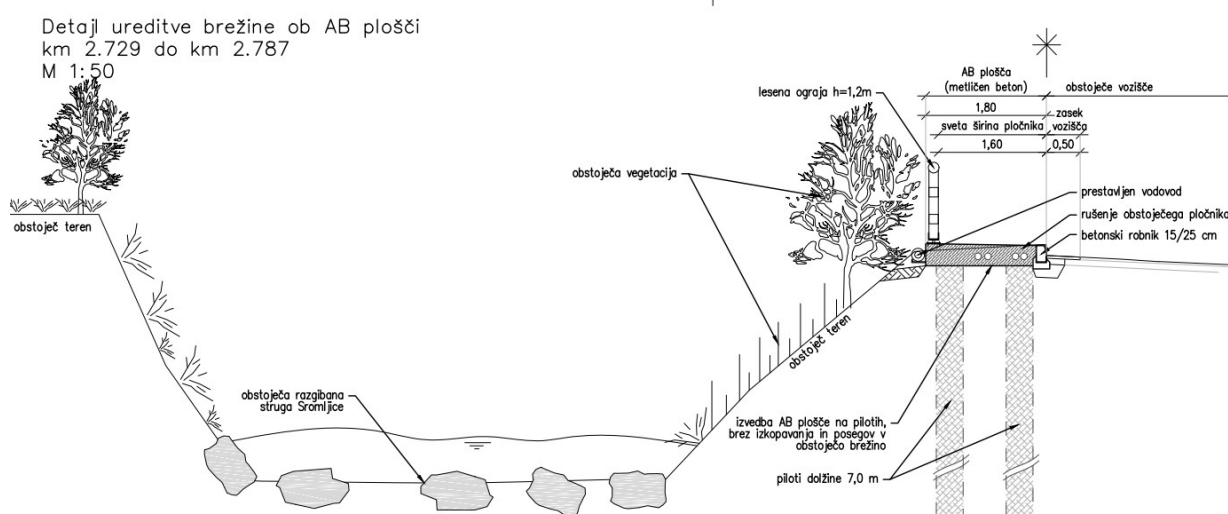 Detajl ureditve brežine ob AB plošči
km 2.729 do km 2.787
M 1:50
AB plošča
(metličen beton)
obstoječe vozišče
lesena ograja h=1,2m
1,80
zasek
sveta širina pločnika
vozišča
1,60
0,50
obstoječa vegetacija
prestavljen vodovod
rušenje obstoječega pločnika
betonski robnik 15/25 cm
obstoječ teren
obstoječ teren
obstoječa razgibana
struga Sromljice
izvedba AB plošče na pilotih,
brez izkopavanja in posegov v
obstoječo brežino
piloti dolžine 7,0 m